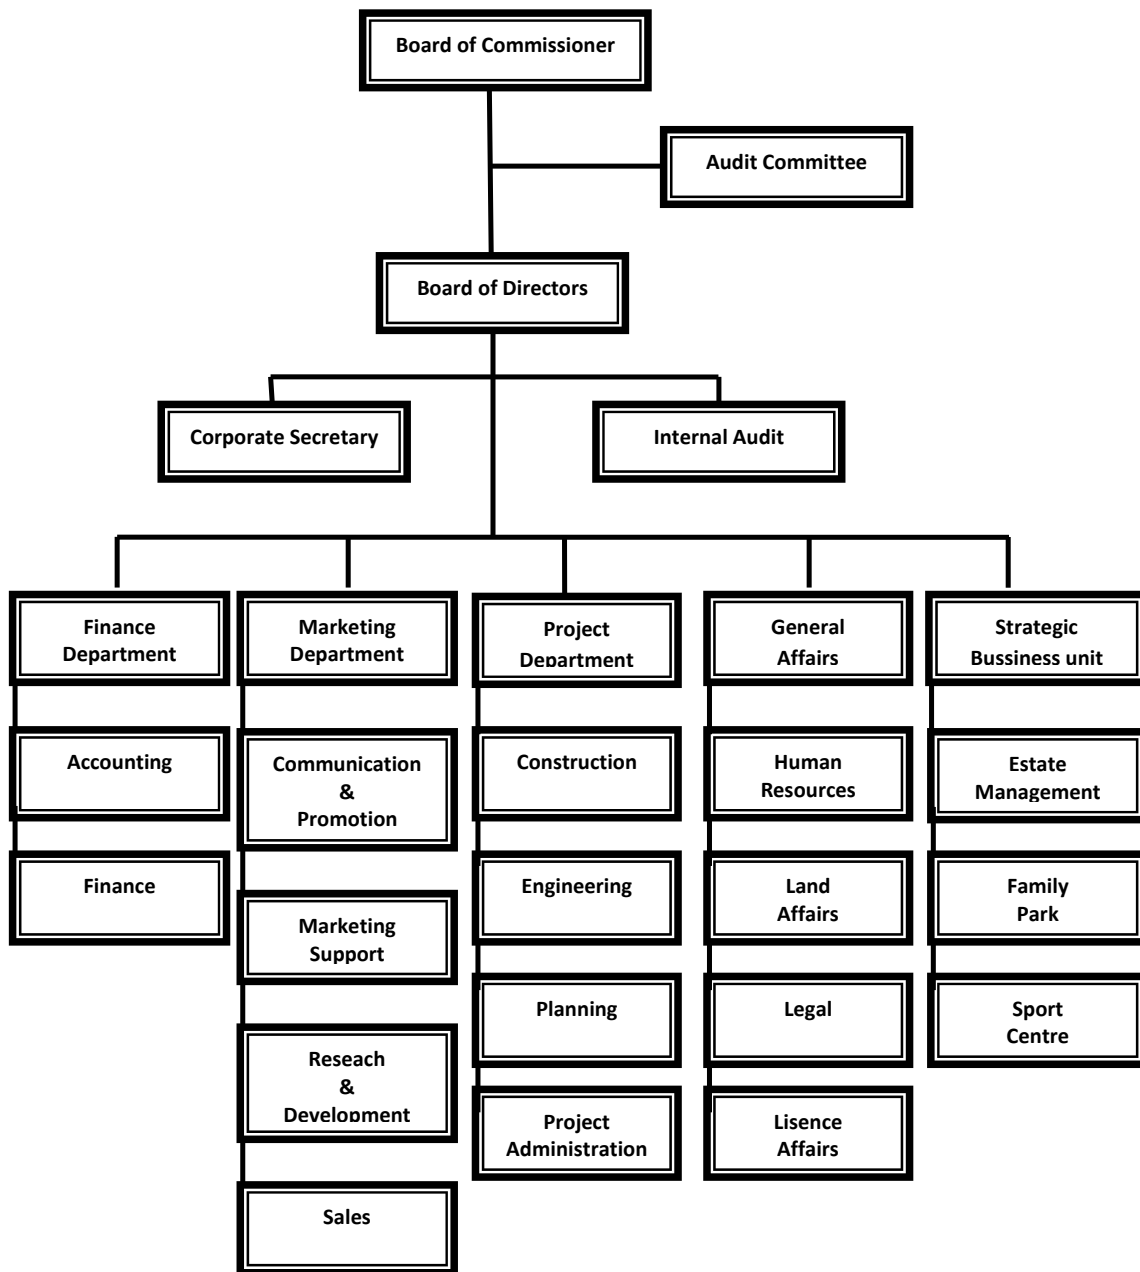 Board of Commissioner
Audit Committee
Board of Directors
Corporate Secretary
Internal Audit
Finance
Department
Marketing
Department
Project
Department
General
Affairs
Strategic
Bussiness unit
Accounting
Communication
&
Promotion
Construction
Human
Resources
Estate
Management
Finance
Marketing
Support
Engineering
Land
Affairs
Family
Park
Reseach
&
Development
Planning
Legal
Sport
Centre
Sales
Project
Administration
Lisence
Affairs